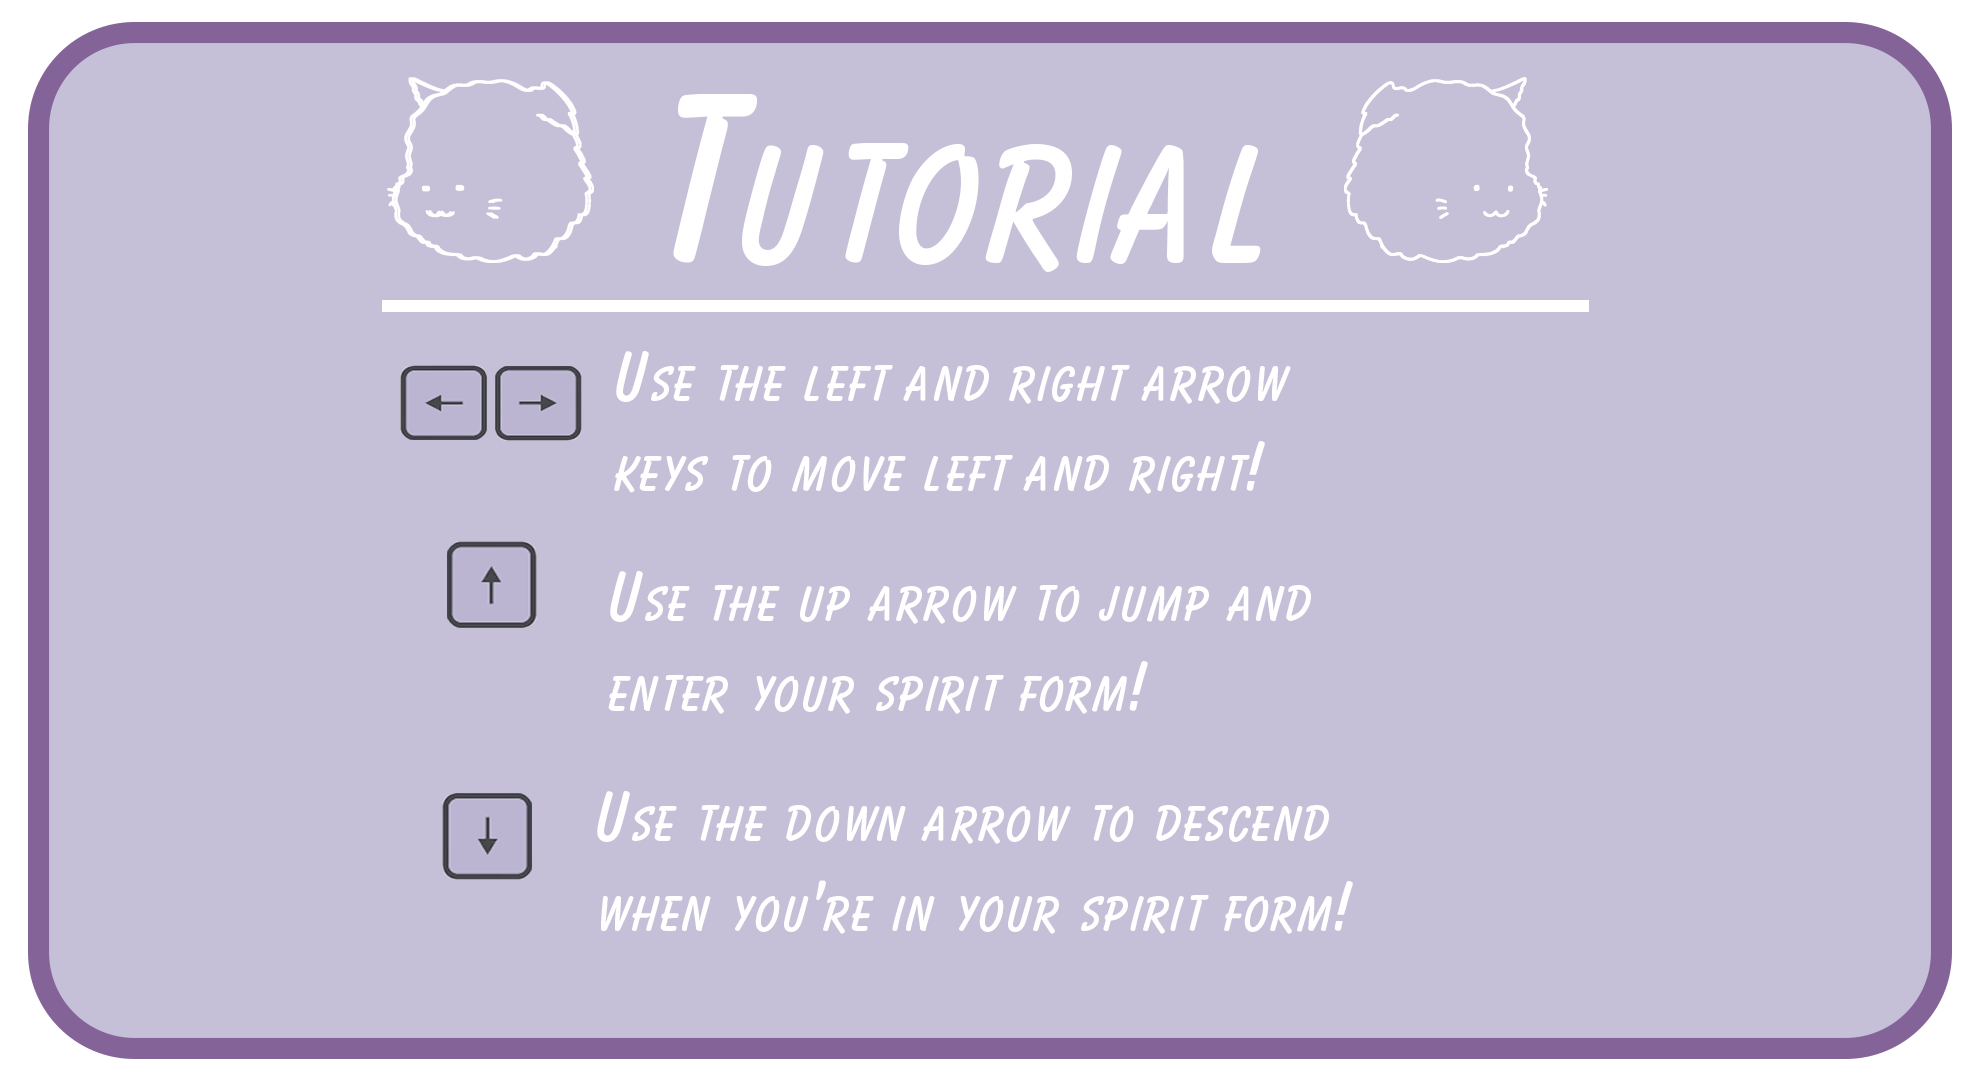 Tutorial
Use the left and right arrow
keys to move left and right!
Use the up arrow to jump and
enter your spirit form!
Use the down arrow to descend
when you're in your spirit form!